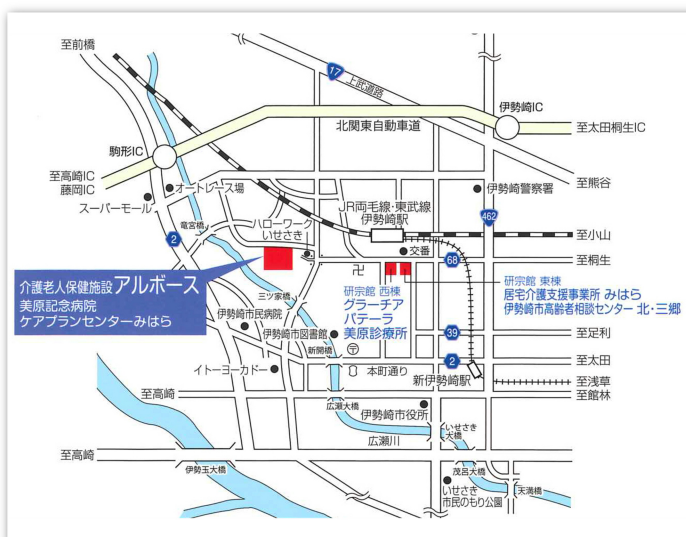 至前橋
17
上武道路
伊勢崎IC
北関東自動車道
至太田桐生IC
駒形IC
至高崎IC
藤岡IC
オートレース場
スーパーモール
伊勢崎警察署
至熊谷
JR両毛線・東武線
伊勢崎駅
462
竜宮橋
ハローワーク
いせさき
2
交番
至小山
卍
68
至桐生
介護老人保健施設 アルボース
美原記念病院
ケアプランセンターみはら
研宗館 西棟
グラーチア
パテーラ
美原診療所
研宗館 東棟
居宅介護支援事業所 みはら
伊勢崎市高齢者相談センター 北・三郷
三ツ家橋
伊勢崎市民病院
伊勢崎市図書館
39
至足利
新開橋
〒
2
至太田
イトーヨーカドー
本町通り
新伊勢崎駅
至浅草
至高崎
至館林
広瀬大橋
伊勢崎市役所
広瀬川
いせさき
大橋
至高崎
伊勢玉大橋
茂呂大橋
いせさき
市民のもり公園
天満橋